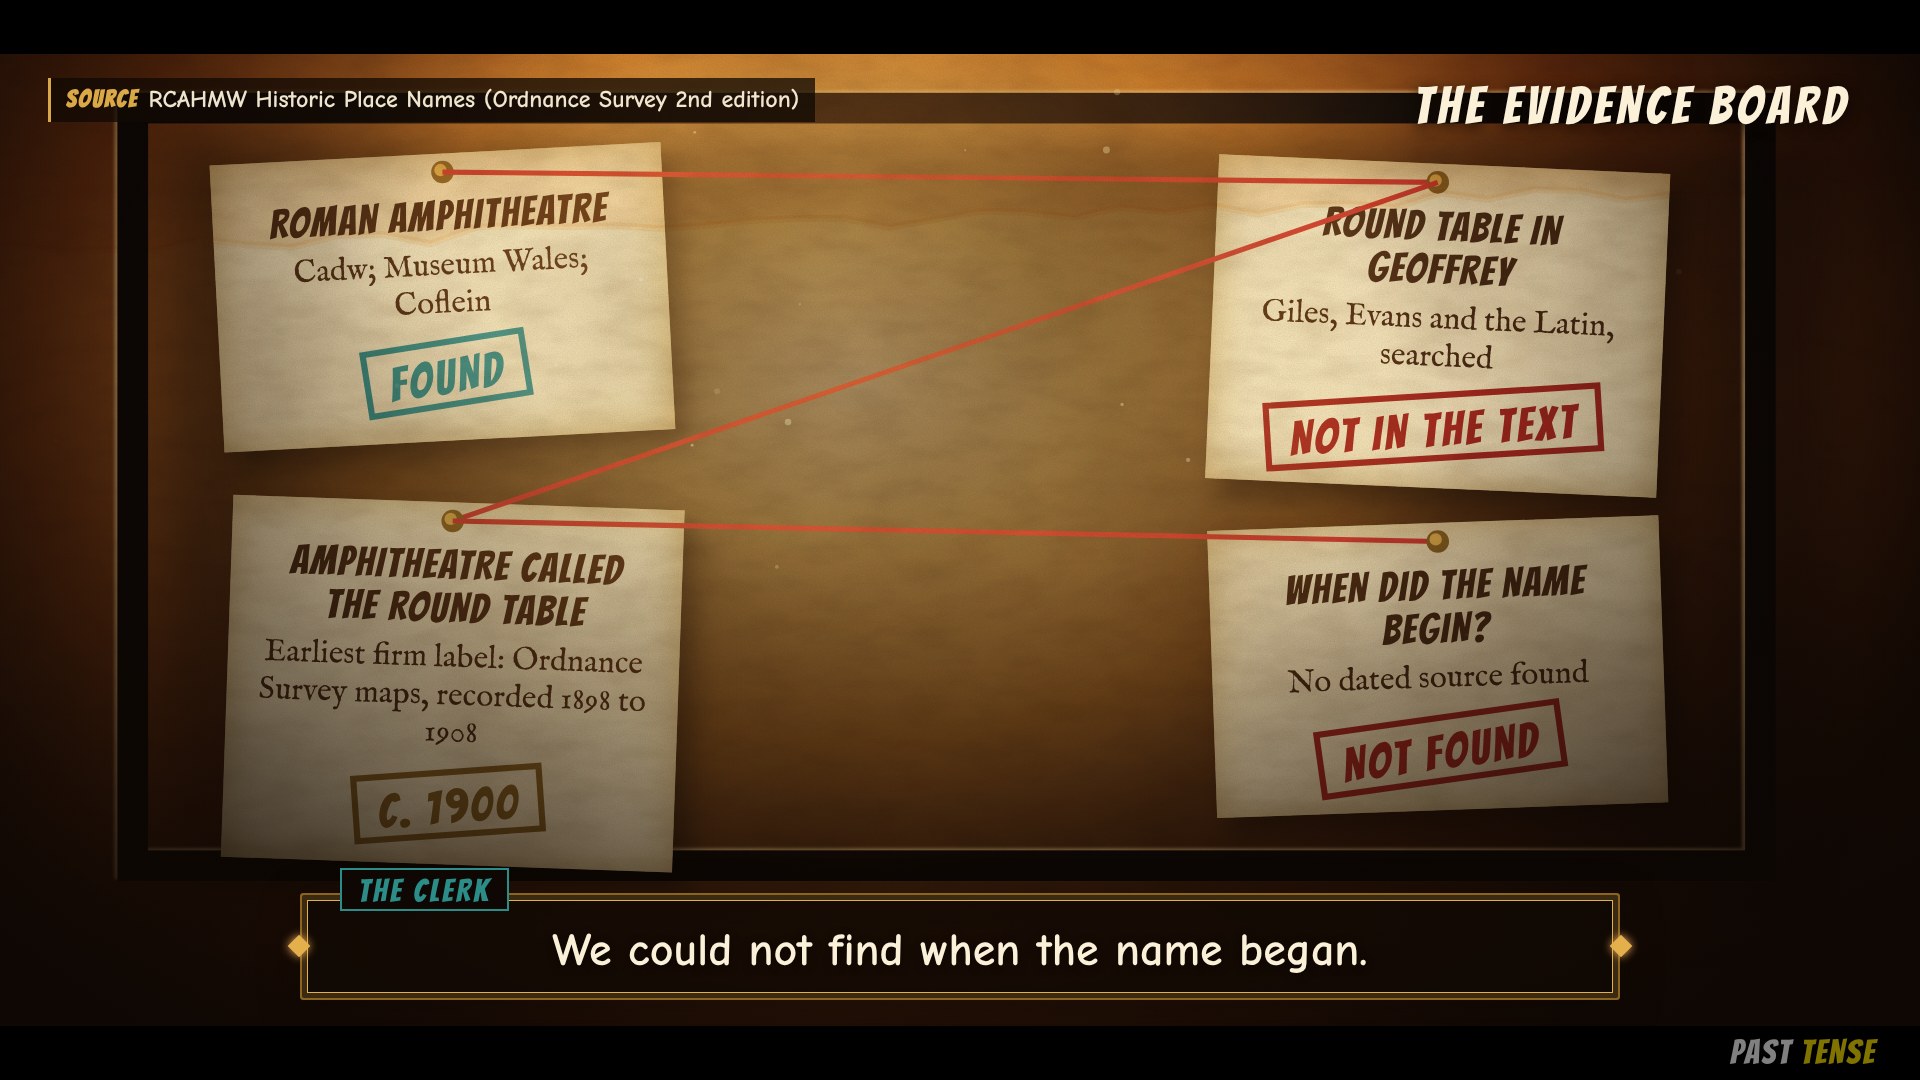 SOURCE RCAHMW Historic Place Names (Ordnance Survey 2nd edition)
THE EVIDENCE BOARD
ROMAN AMPHITHEATRE
Cadw; Museum Wales;
Coflein
FOUND
ROUND TABLE IN
GEOFFREY
Giles, Evans and the Latin,
searched
NOT IN THE TEXT
AMPHITHEATRE CALLED
THE ROUND TABLE
Earliest firm label: Ordnance
Survey maps, recorded 1898 to
1908
C. 1900
WHEN DID THE NAME
BEGIN?
No dated source found
NOT FOUND
THE CLERK
We could not find when the name began.
PAST TENSE